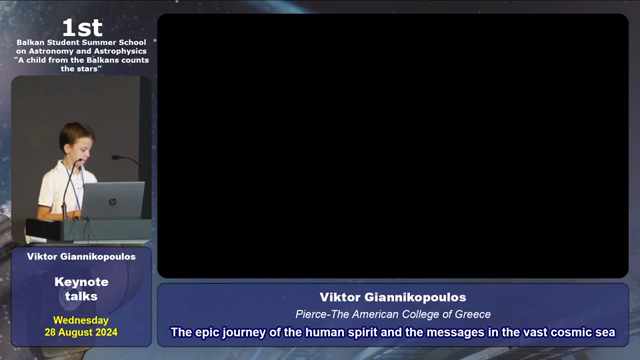 1st
Balkan Student Summer School
on Astronomy and Astrophysics
"A child from the Balkans counts
the stars"
Viktor Giannikopoulos
Keynote
talks
Wednesday
28 August 2024
Viktor Giannikopoulos
Pierce-The American College of Greece
The epic journey of the human spirit and the messages in the vast cosmic sea